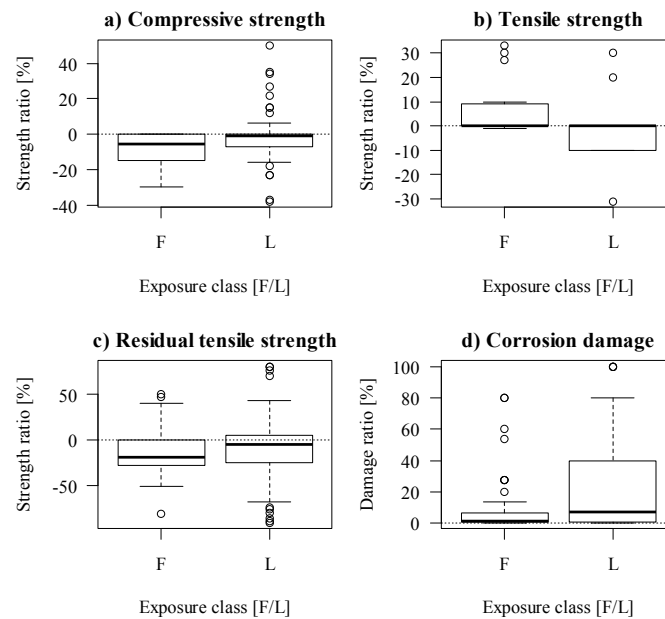 a) Compressive strength
Strength ratio [%]
40
20
0
-20
-40
F
L
Exposure class [F/L]
b) Tensile strength
Strength ratio [%]
30
20
10
0
-10
-20
-30
F
L
Exposure class [F/L]
c) Residual tensile strength
Strength ratio [%]
50
0
-50
F
L
Exposure class [F/L]
d) Corrosion damage
Damage ratio [%]
100
80
60
40
20
0
F
L
Exposure class [F/L]